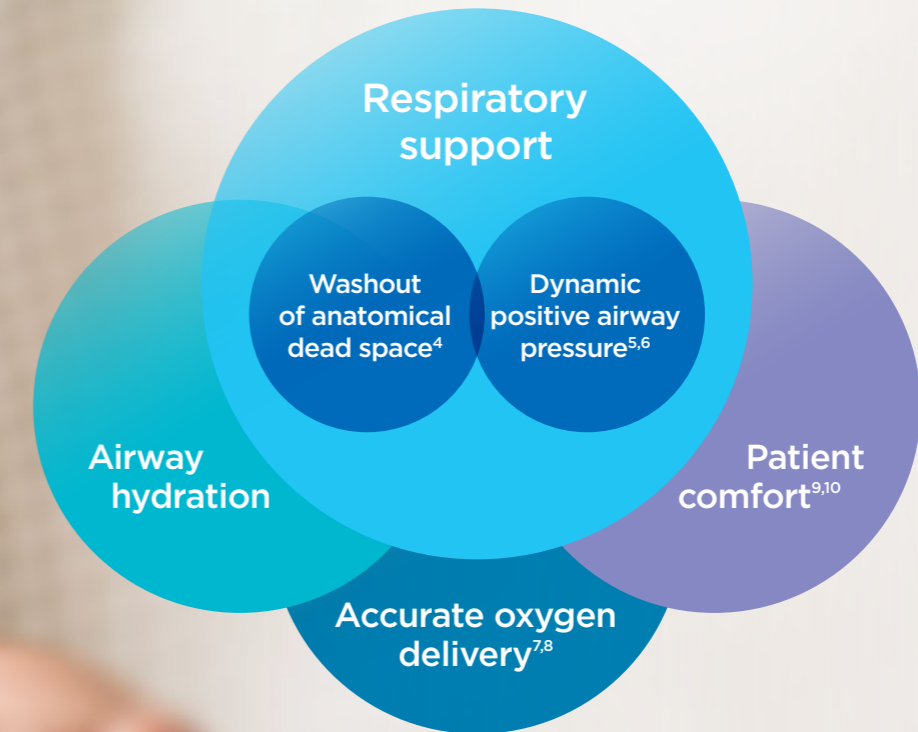 Respiratory
support
Washout
of anatomical
dead space⁴
Dynamic
positive airway
pressure⁵,⁶
Airway
hydration
Patient
comfort⁹,¹⁰
Accurate oxygen
delivery⁷,⁸